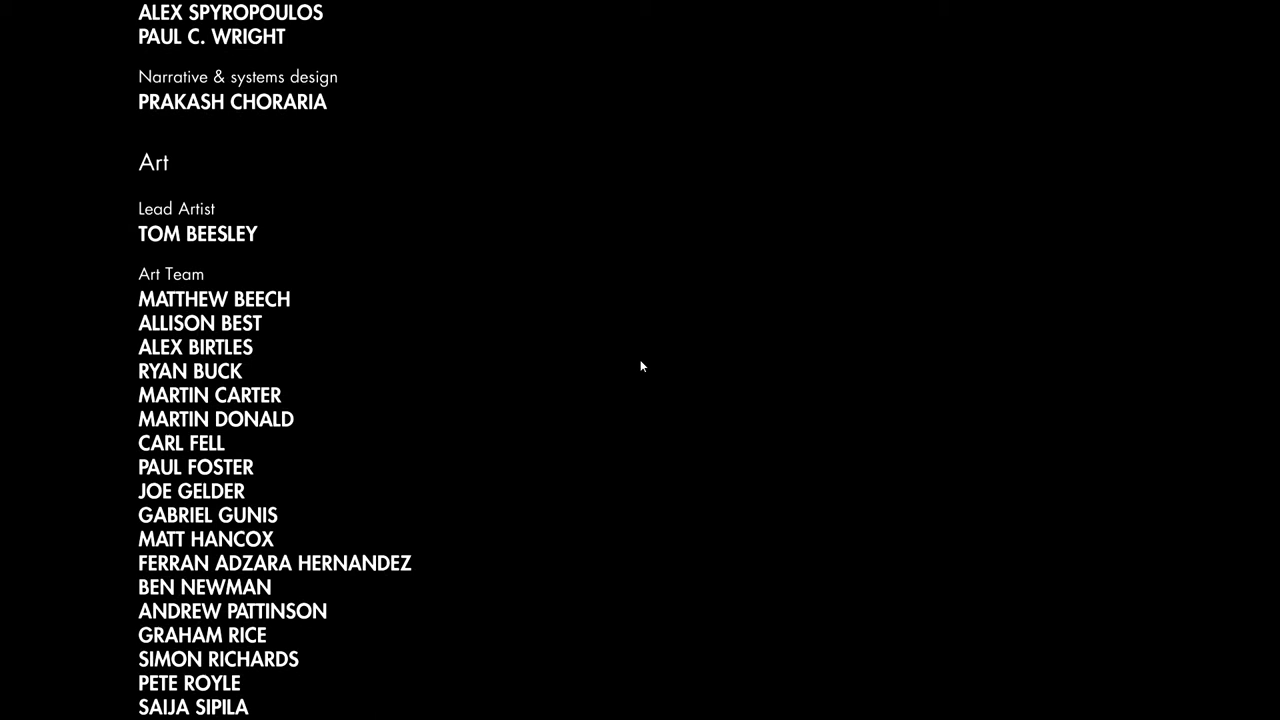 ALEX SPYROPOULOS
PAUL C. WRIGHT
Narrative & systems design
PRAKASH CHORARIA
Art
Lead Artist
TOM BEESLEY
Art Team
MATTHEW BEECH
ALLISON BEST
ALEX BIRTLES
RYAN BUCK
MARTIN CARTER
MARTIN DONALD
CARL FELL
PAUL FOSTER
JOE GELDER
GABRIEL GUNIS
MATT HANCOX
FERRAN ADZARA HERNANDEZ
BEN NEWMAN
ANDREW PATTINSON
GRAHAM RICE
SIMON RICHARDS
PETE ROYLE
SAIJA SIPILA